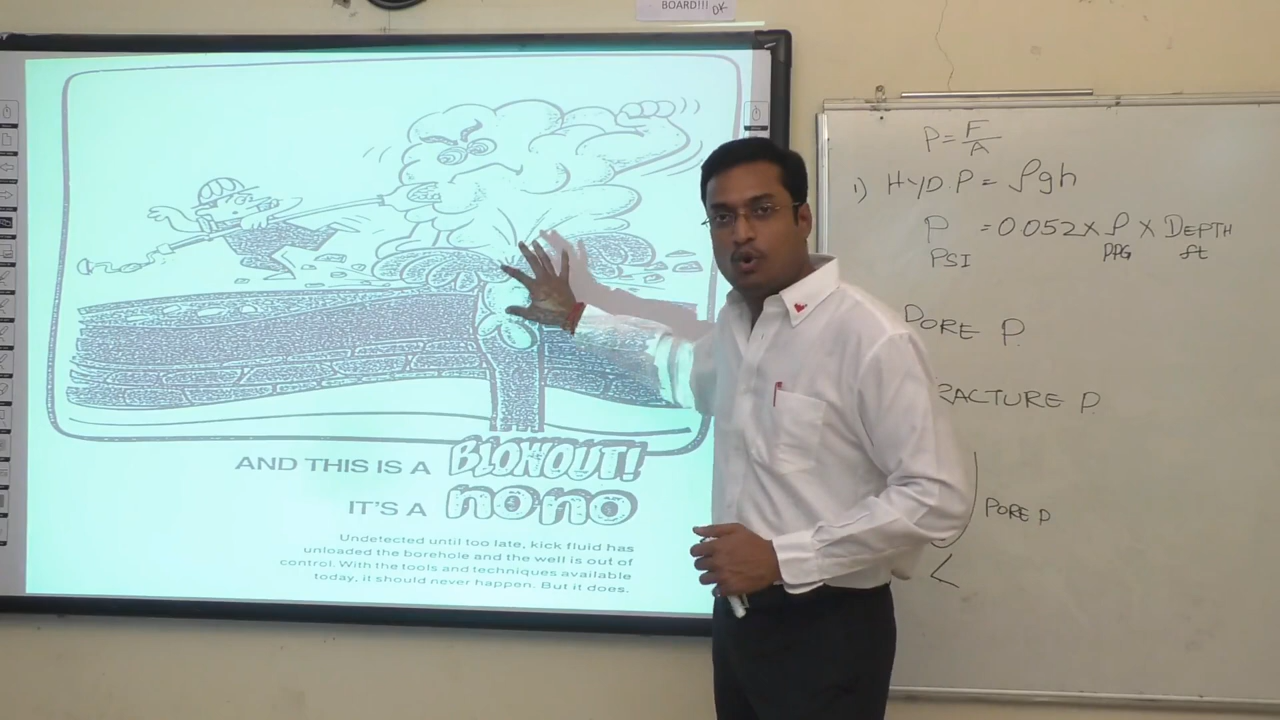 BOARD!!! OK
AND THIS IS A BLOWOUT!
IT'S A no no
Undetected until too late, kick fluid has
unloaded the borehole and the well is out of
control. With the tools and techniques available
today, it should never happen. But it does.
P = F/A
1) HYD. P = ρgh
P = 0.052 × ρ × DEPTH
PSI PPG ft
PORE P.
RACTURE P.
PORE P
<